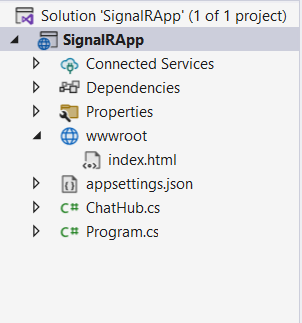 Solution 'SignalRApp' (1 of 1 project)
SignalRApp
Connected Services
Dependencies
Properties
wwwroot
index.html
appsettings.json
C# ChatHub.cs
C# Program.cs